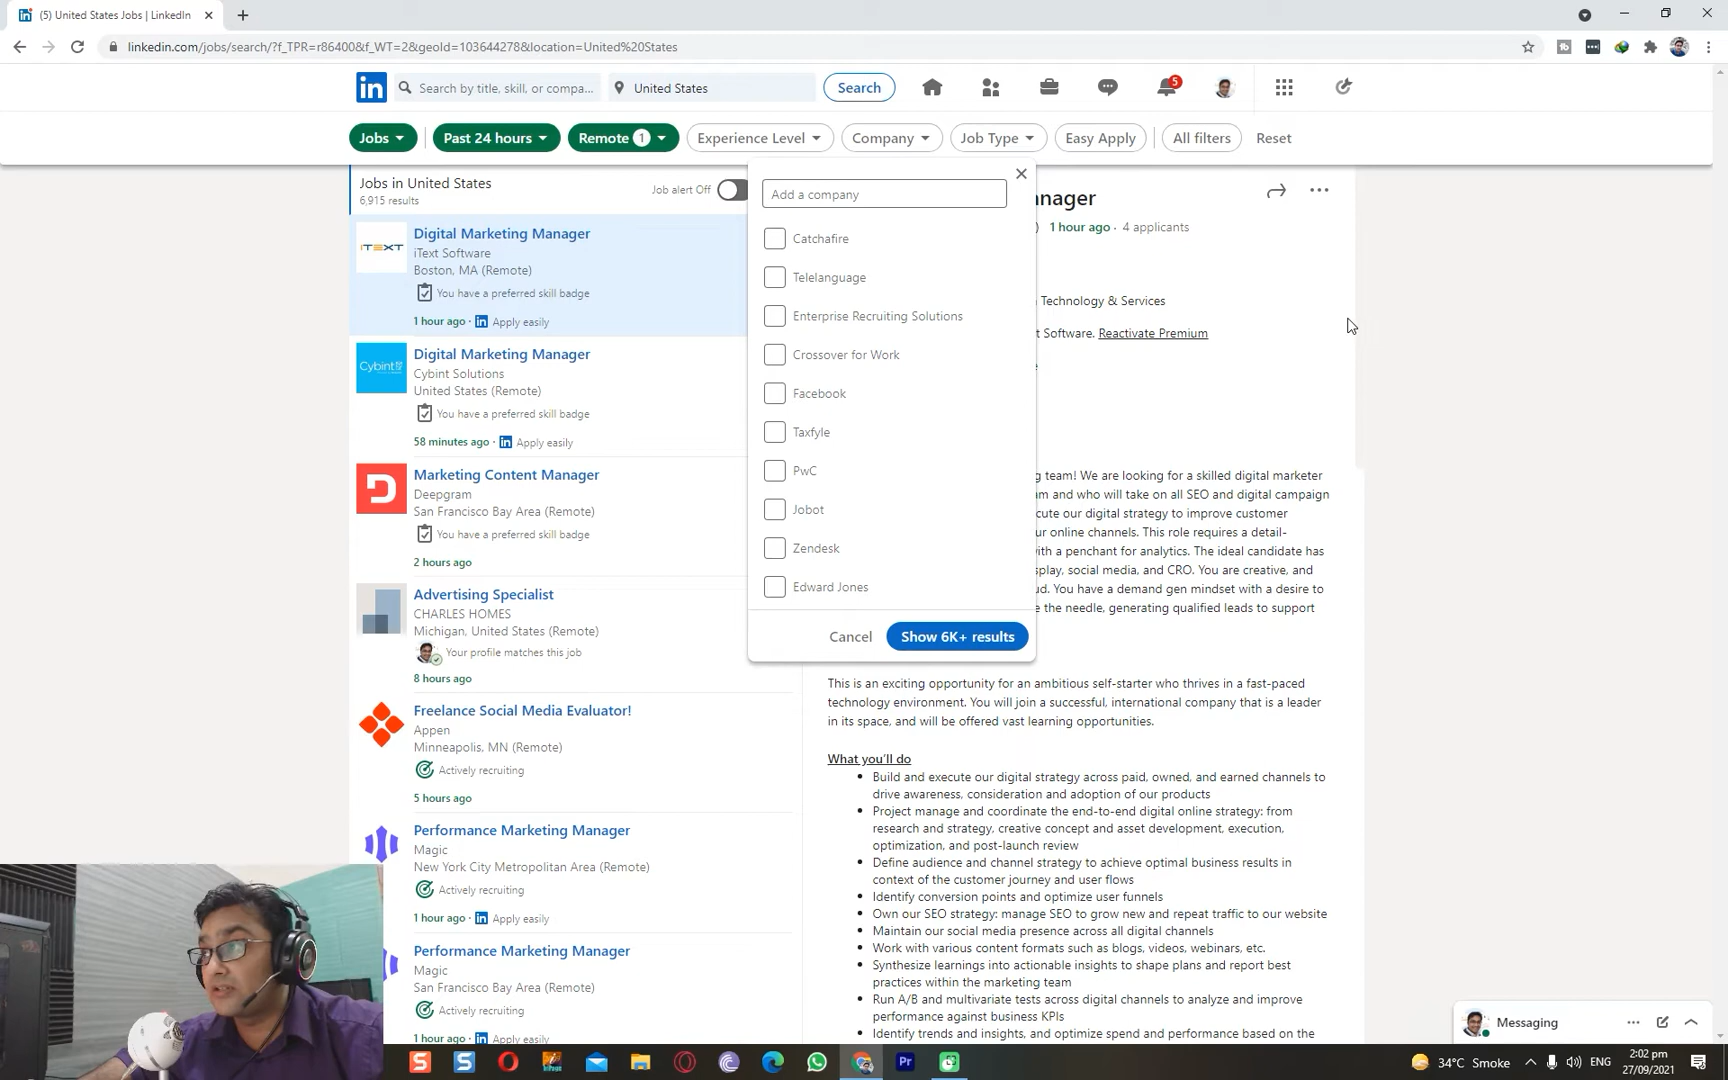 (5) United States Jobs | LinkedIn
linkedin.com/jobs/search/?f_TPR=r86400&f_WT=2&geoId=103644278&location=United%20States
in
Search by title, skill, or compa...
United States
Search
5
Jobs
Past 24 hours
Remote 1
Experience Level
Company
Job Type
Easy Apply
All filters
Reset
Jobs in United States
6,915 results
Job alert Off
iTEXT
Digital Marketing Manager
iText Software
Boston, MA (Remote)
You have a preferred skill badge
1 hour ago · in Apply easily
Cybint
Digital Marketing Manager
Cybint Solutions
United States (Remote)
You have a preferred skill badge
58 minutes ago · in Apply easily
Marketing Content Manager
Deepgram
San Francisco Bay Area (Remote)
You have a preferred skill badge
2 hours ago
Advertising Specialist
CHARLES HOMES
Michigan, United States (Remote)
Your profile matches this job
8 hours ago
Freelance Social Media Evaluator!
Appen
Minneapolis, MN (Remote)
Actively recruiting
5 hours ago
Performance Marketing Manager
Magic
New York City Metropolitan Area (Remote)
Actively recruiting
1 hour ago · in Apply easily
Performance Marketing Manager
Magic
San Francisco Bay Area (Remote)
Actively recruiting
1 hour ago · in Apply easily
Add a company
Catchafire
Telelanguage
Enterprise Recruiting Solutions
Crossover for Work
Facebook
Taxfyle
PwC
Jobot
Zendesk
Edward Jones
Cancel
Show 6K+ results
nager
) 1 hour ago · 4 applicants
Technology & Services
t Software. Reactivate Premium
e
g team! We are looking for a skilled digital marketer
m and who will take on all SEO and digital campaign
cute our digital strategy to improve customer
ur online channels. This role requires a detail-
ith a penchant for analytics. The ideal candidate has
play, social media, and CRO. You are creative, and
ud. You have a demand gen mindset with a desire to
e the needle, generating qualified leads to support
This is an exciting opportunity for an ambitious self-starter who thrives in a fast-paced
technology environment. You will join a successful, international company that is a leader
in its space, and will be offered vast learning opportunities.
What you'll do
• Build and execute our digital strategy across paid, owned, and earned channels to
drive awareness, consideration and adoption of our products
• Project manage and coordinate the end-to-end digital online strategy: from
research and strategy, creative concept and asset development, execution,
optimization, and post-launch review
• Define audience and channel strategy to achieve optimal business results in
context of the customer journey and user flows
• Identify conversion points and optimize user funnels
• Own our SEO strategy: manage SEO to grow new and repeat traffic to our website
• Maintain our social media presence across all digital channels
• Work with various content formats such as blogs, videos, webinars, etc.
• Synthesize learnings into actionable insights to shape plans and report best
practices within the marketing team
• Run A/B and multivariate tests across digital channels to analyze and improve
performance against business KPIs
• Identify trends and insights, and optimize spend and performance based on the
Messaging
S
S
Pr
34°C Smoke
ENG
2:02 pm
27/09/2021